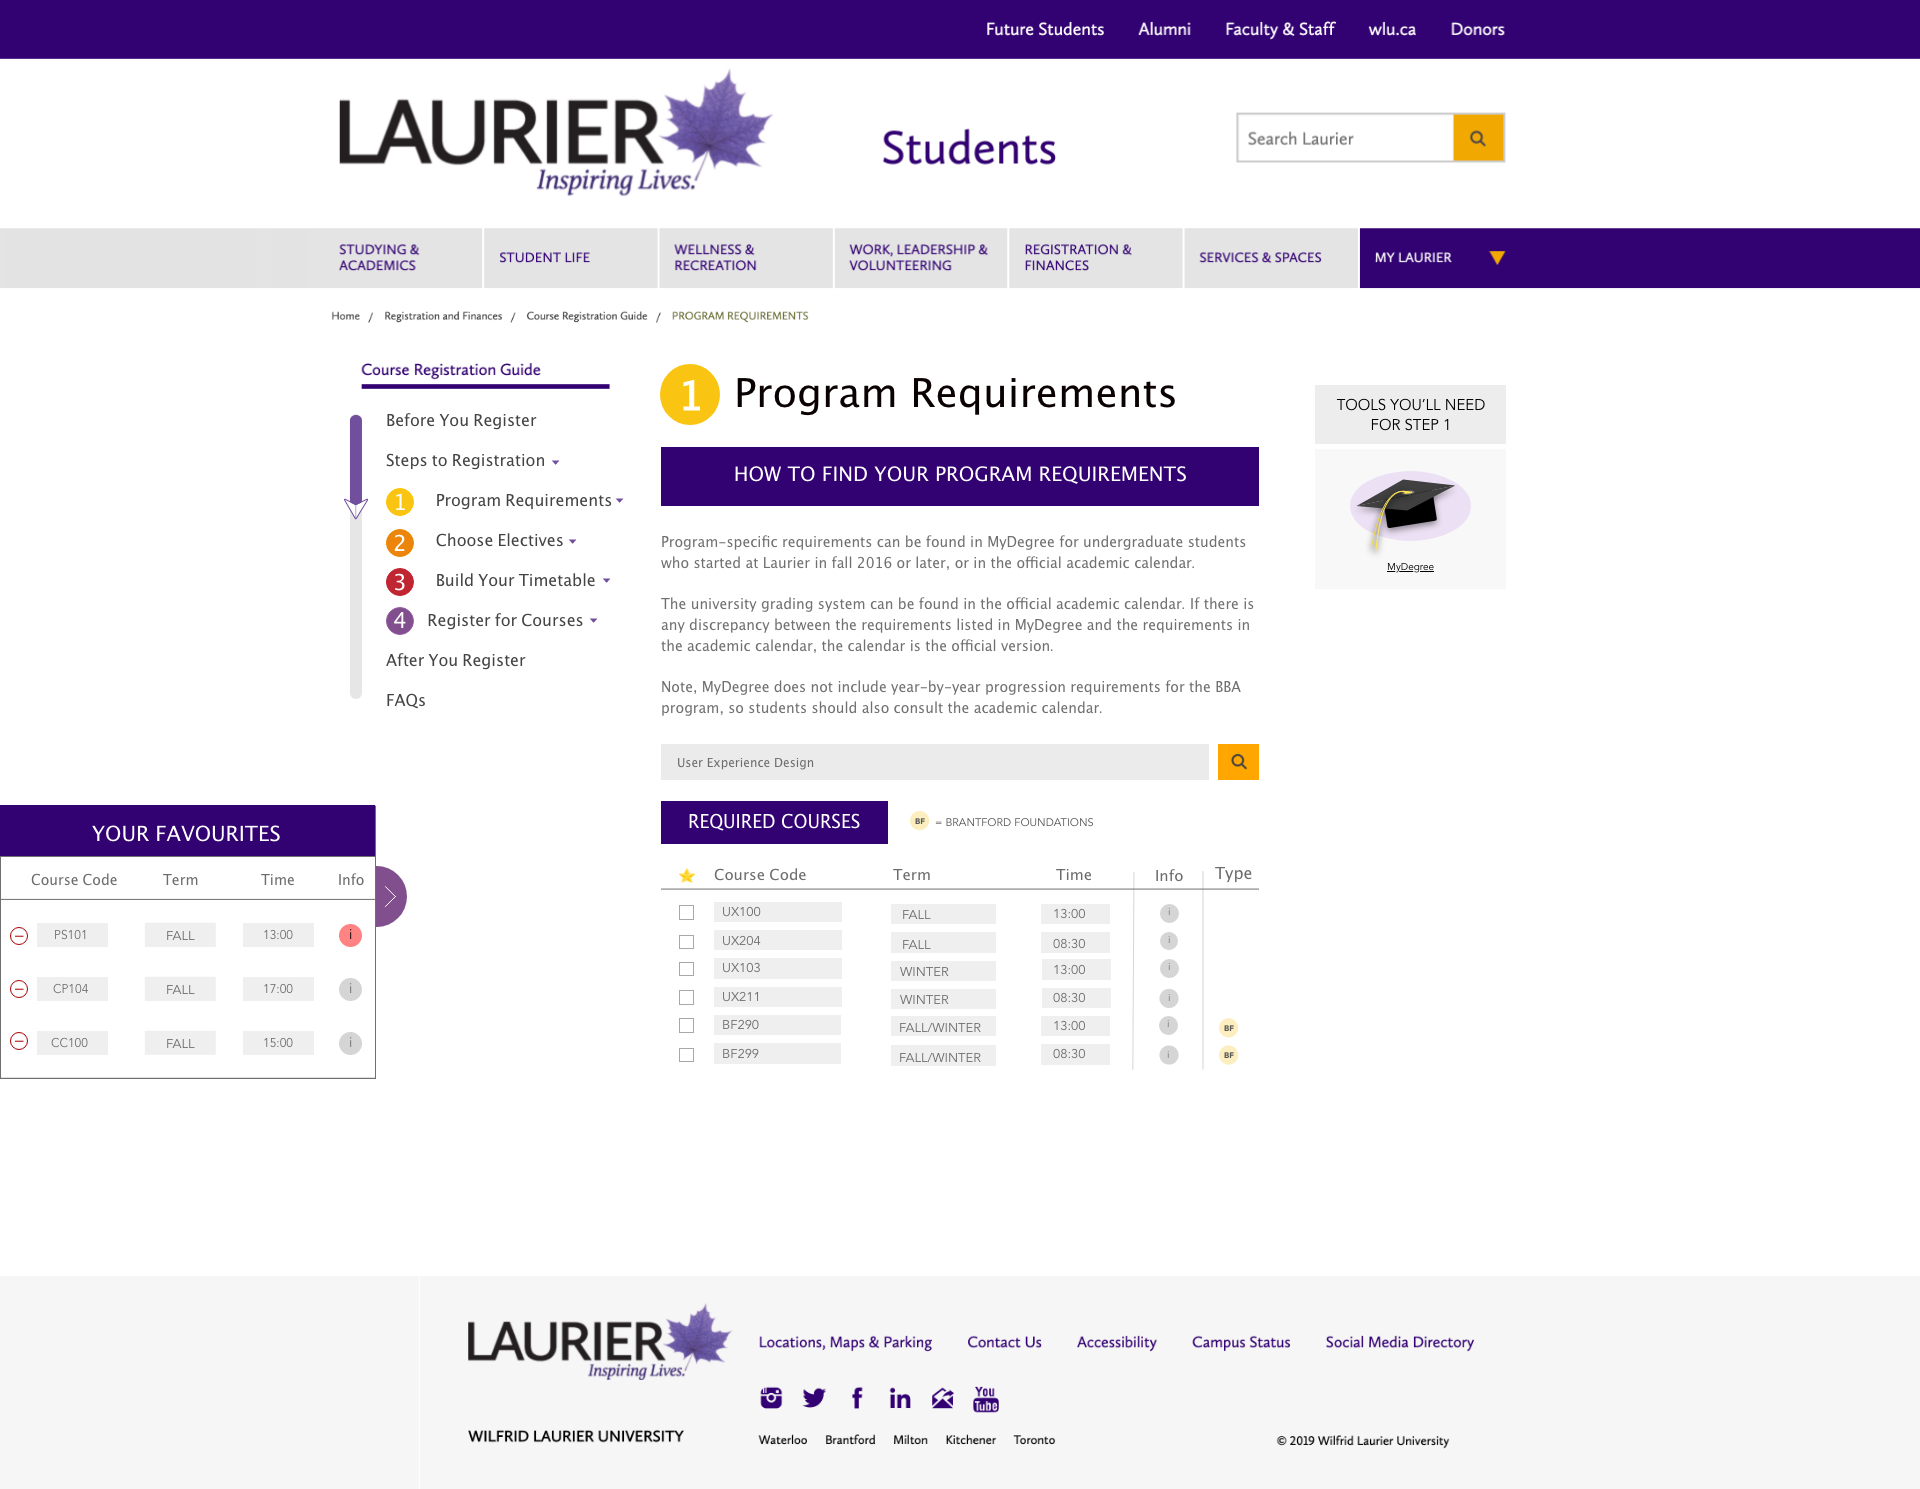 Future Students Alumni Faculty & Staff wlu.ca Donors
LAURIER
Inspiring Lives.
Students
Search Laurier
STUDYING &
ACADEMICS
STUDENT LIFE
WELLNESS &
RECREATION
WORK, LEADERSHIP &
VOLUNTEERING
REGISTRATION &
FINANCES
SERVICES & SPACES
MY LAURIER
Home / Registration and Finances / Course Registration Guide / PROGRAM REQUIREMENTS
Course Registration Guide
Before You Register
Steps to Registration
1 Program Requirements
2 Choose Electives
3 Build Your Timetable
4 Register for Courses
After You Register
FAQs
1 Program Requirements
HOW TO FIND YOUR PROGRAM REQUIREMENTS
Program-specific requirements can be found in MyDegree for undergraduate students
who started at Laurier in fall 2016 or later, or in the official academic calendar.
The university grading system can be found in the official academic calendar. If there is
any discrepancy between the requirements listed in MyDegree and the requirements in
the academic calendar, the calendar is the official version.
Note, MyDegree does not include year-by-year progression requirements for the BBA
program, so students should also consult the academic calendar.
User Experience Design
TOOLS YOU'LL NEED
FOR STEP 1
MyDegree
REQUIRED COURSES
BF = BRANTFORD FOUNDATIONS
Course Code Term Time Info Type
UX100 FALL 13:00 i
UX204 FALL 08:30 i
UX103 WINTER 13:00 i
UX211 WINTER 08:30 i
BF290 FALL/WINTER 13:00 i BF
BF299 FALL/WINTER 08:30 i BF
YOUR FAVOURITES
Course Code Term Time Info
PS101 FALL 13:00 i
CP104 FALL 17:00 i
CC100 FALL 15:00 i
LAURIER
Inspiring Lives.
WILFRID LAURIER UNIVERSITY
Locations, Maps & Parking Contact Us Accessibility Campus Status Social Media Directory
f in You
Tube
Waterloo Brantford Milton Kitchener Toronto
© 2019 Wilfrid Laurier University